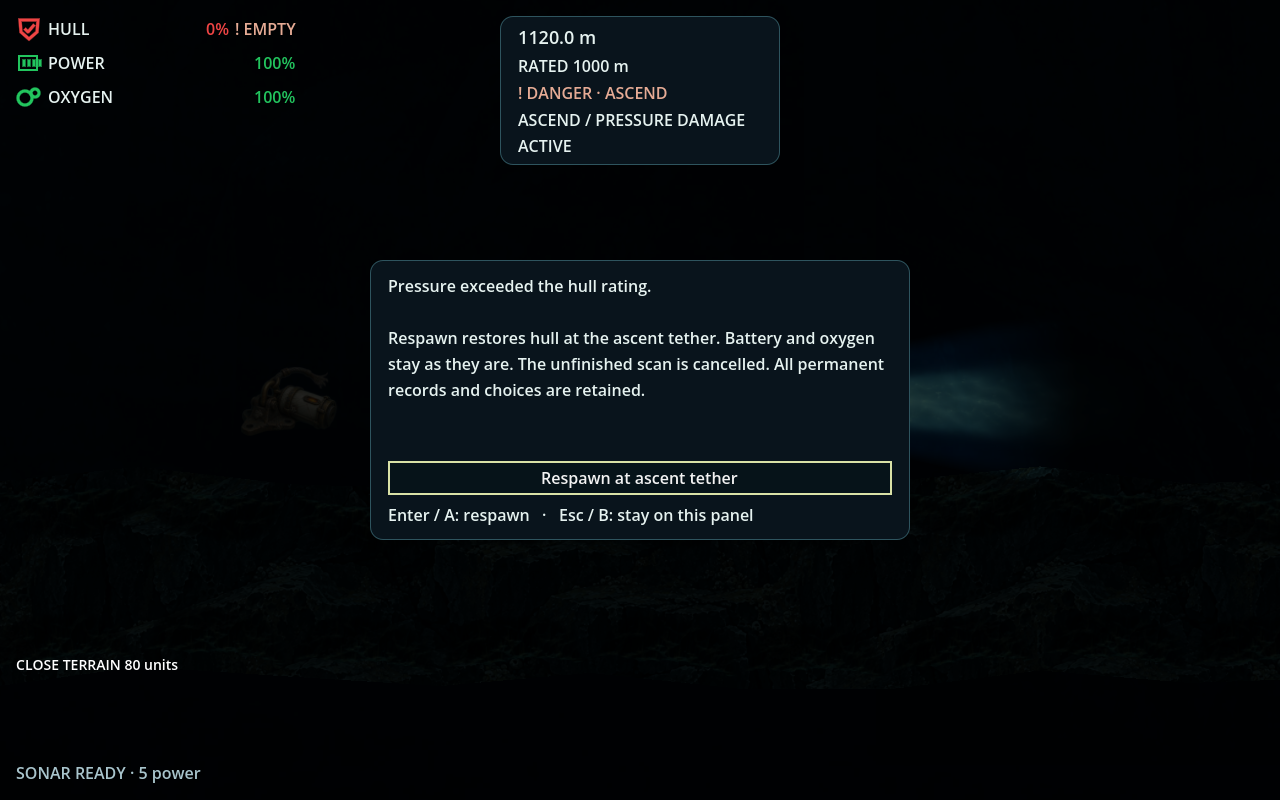 HULL 0% ! EMPTY
POWER 100%
OXYGEN 100%
1120.0 m
RATED 1000 m
! DANGER · ASCEND
ASCEND / PRESSURE DAMAGE
ACTIVE
Pressure exceeded the hull rating.
Respawn restores hull at the ascent tether. Battery and oxygen
stay as they are. The unfinished scan is cancelled. All permanent
records and choices are retained.
Respawn at ascent tether
Enter / A: respawn · Esc / B: stay on this panel
CLOSE TERRAIN 80 units
SONAR READY · 5 power